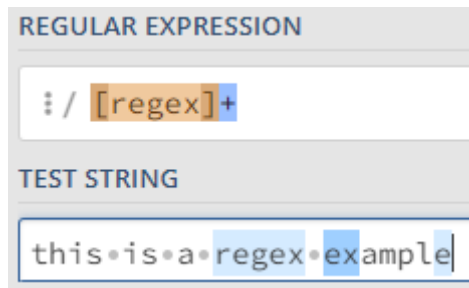 REGULAR EXPRESSION
⋮/ [regex]+
TEST STRING
this•is•a•regex•example